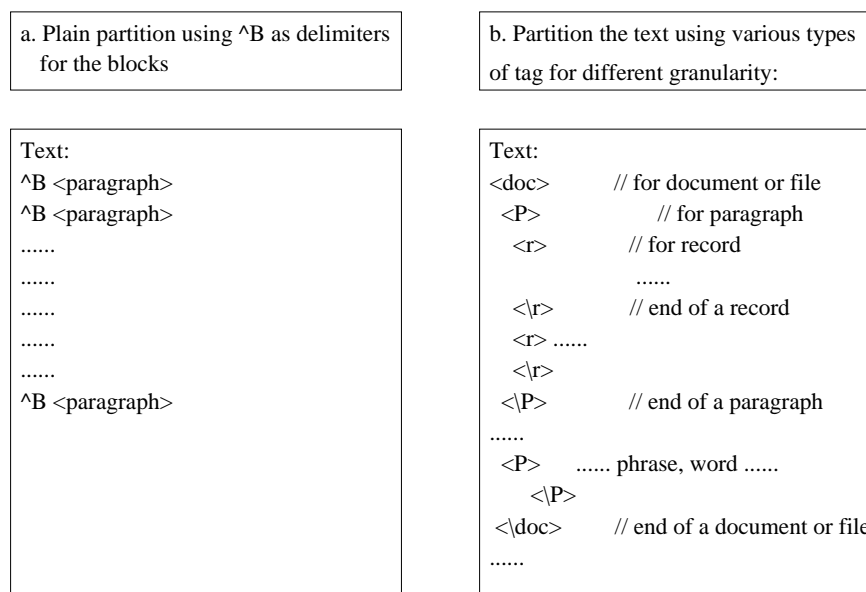 a. Plain partition using ^B as delimiters
for the blocks
Text:
^B <paragraph>
^B <paragraph>
......
......
......
......
......
^B <paragraph>
b. Partition the text using various types
of tag for different granularity:
Text:
<doc> // for document or file
<P> // for paragraph
<r> // for record
......
<\r> // end of a record
<r> ......
<\r>
<\P> // end of a paragraph
......
<P> ...... phrase, word ......
<\P>
<\doc> // end of a document or file
......